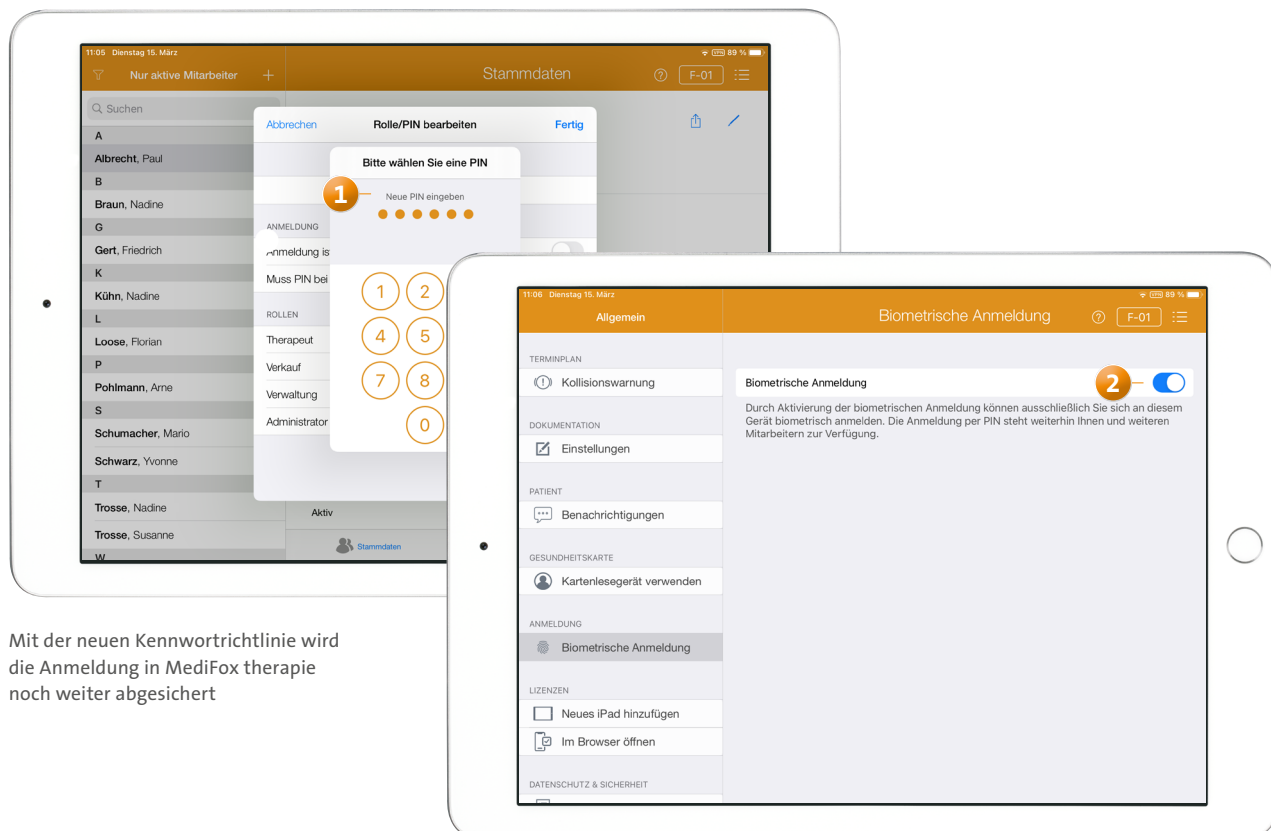 11:05 Dienstag 15. März
VPN 89 %
Nur aktive Mitarbeiter
Stammdaten
F-01
Suchen
A
Albrecht, Paul
B
Braun, Nadine
G
Gert, Friedrich
K
Kühn, Nadine
L
Loose, Florian
P
Pohlmann, Arne
S
Schumacher, Mario
Schwarz, Yvonne
T
Trosse, Nadine
Trosse, Susanne
W
Abbrechen
Rolle/PIN bearbeiten
Fertig
ANMELDUNG
Anmeldung is
Muss PIN bei
ROLLEN
Therapeut
Verkauf
Verwaltung
Administrator
Bitte wählen Sie eine PIN
1
Neue PIN eingeben
1 2
4 5
7 8
0
Aktiv
Stammdaten
11:06 Dienstag 15. März
VPN 89 %
Allgemein
Biometrische Anmeldung
F-01
TERMINPLAN
Kollisionswarnung
DOKUMENTATION
Einstellungen
PATIENT
Benachrichtigungen
GESUNDHEITSKARTE
Kartenlesegerät verwenden
ANMELDUNG
Biometrische Anmeldung
LIZENZEN
Neues iPad hinzufügen
Im Browser öffnen
DATENSCHUTZ & SICHERHEIT
Biometrische Anmeldung
2
Durch Aktivierung der biometrischen Anmeldung können ausschließlich Sie sich an diesem
Gerät biometrisch anmelden. Die Anmeldung per PIN steht weiterhin Ihnen und weiteren
Mitarbeitern zur Verfügung.
Mit der neuen Kennwortrichtlinie wird
die Anmeldung in MediFox therapie
noch weiter abgesichert